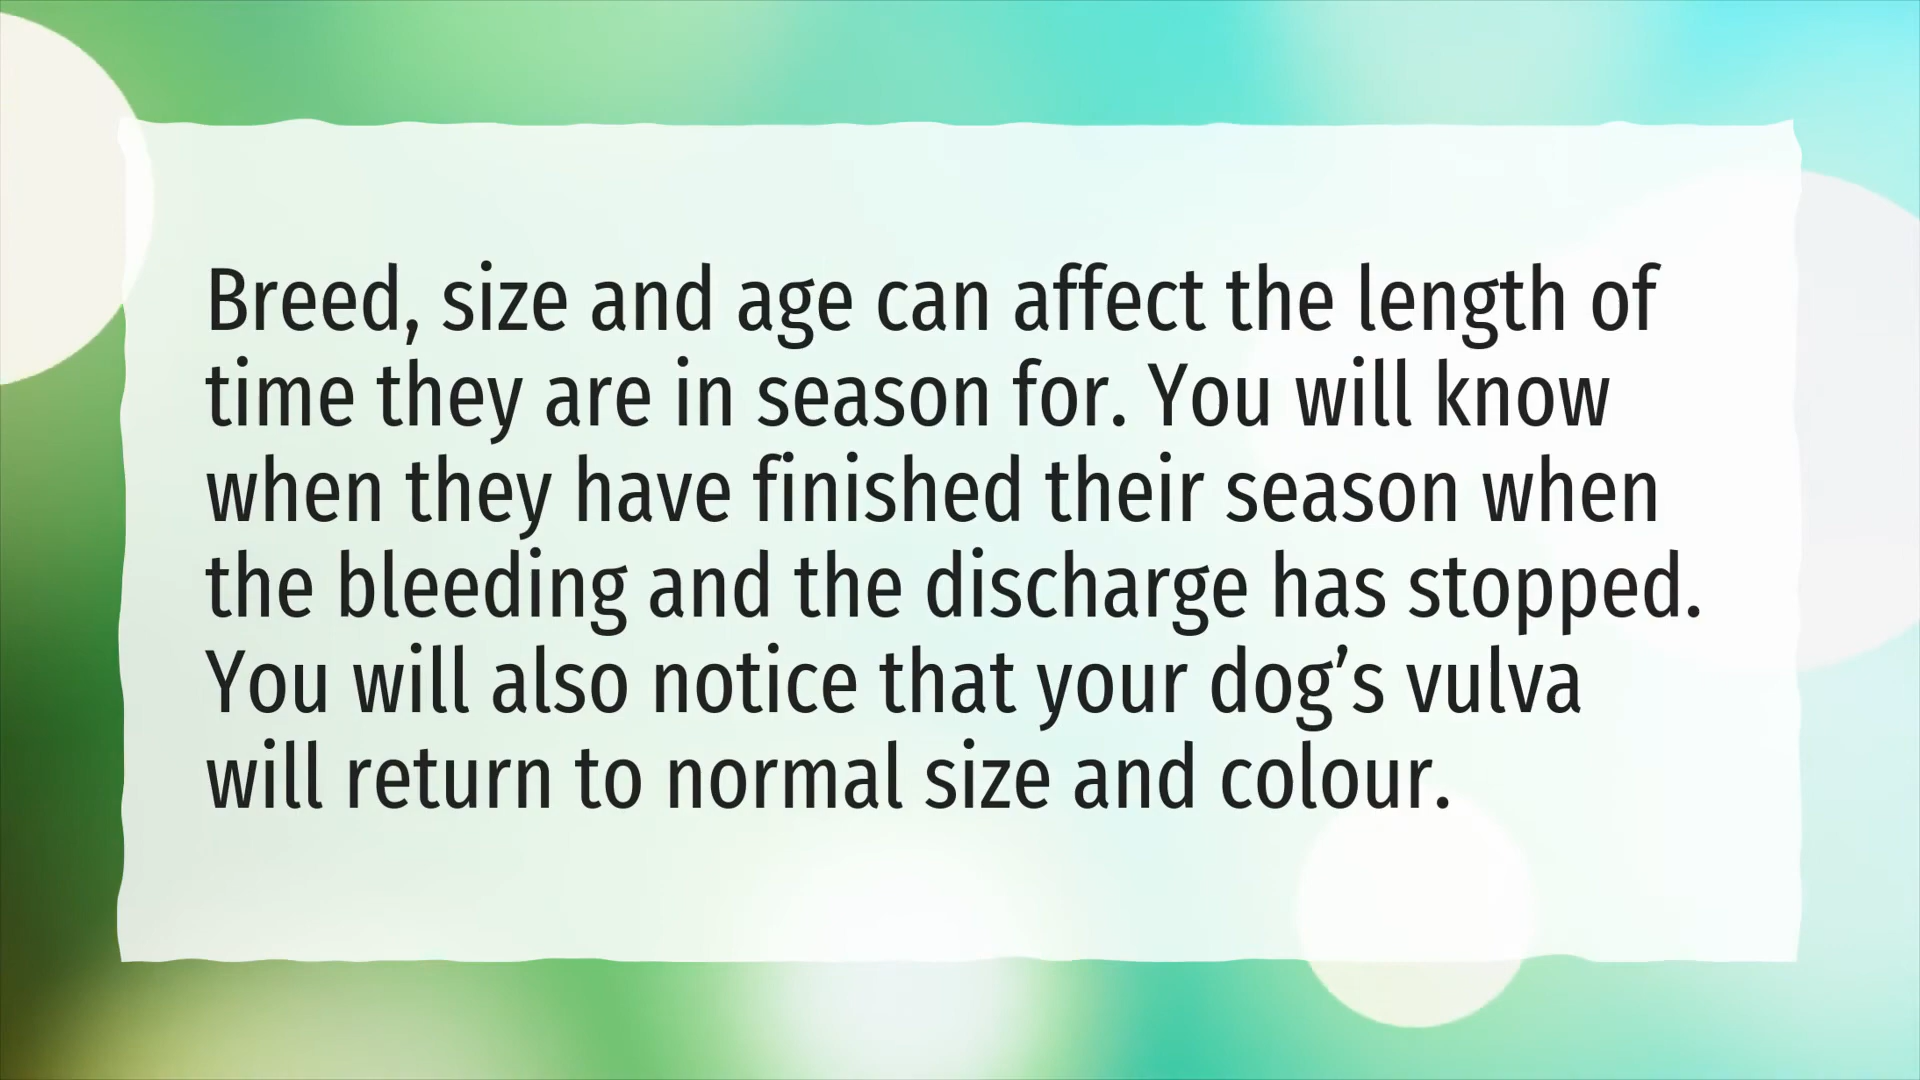 Breed, size and age can affect the length of
time they are in season for. You will know
when they have finished their season when
the bleeding and the discharge has stopped.
You will also notice that your dog’s vulva
will return to normal size and colour.